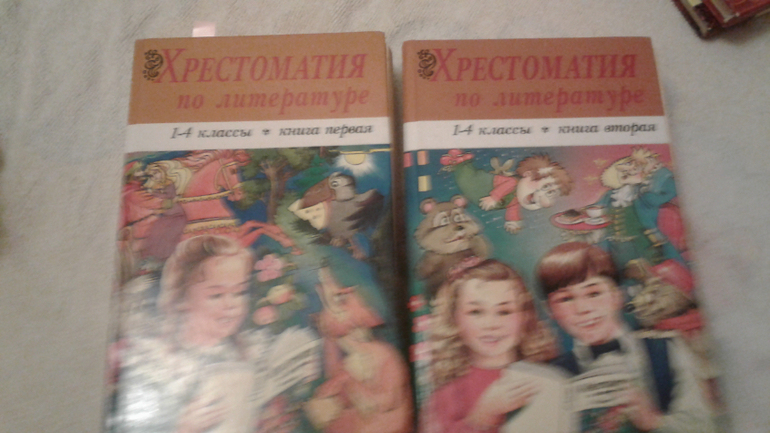 ХРЕСТОМАТИЯ
по литературе
1-4 классы * книга первая
ХРЕСТОМАТИЯ
по литературе
1-4 классы * книга вторая